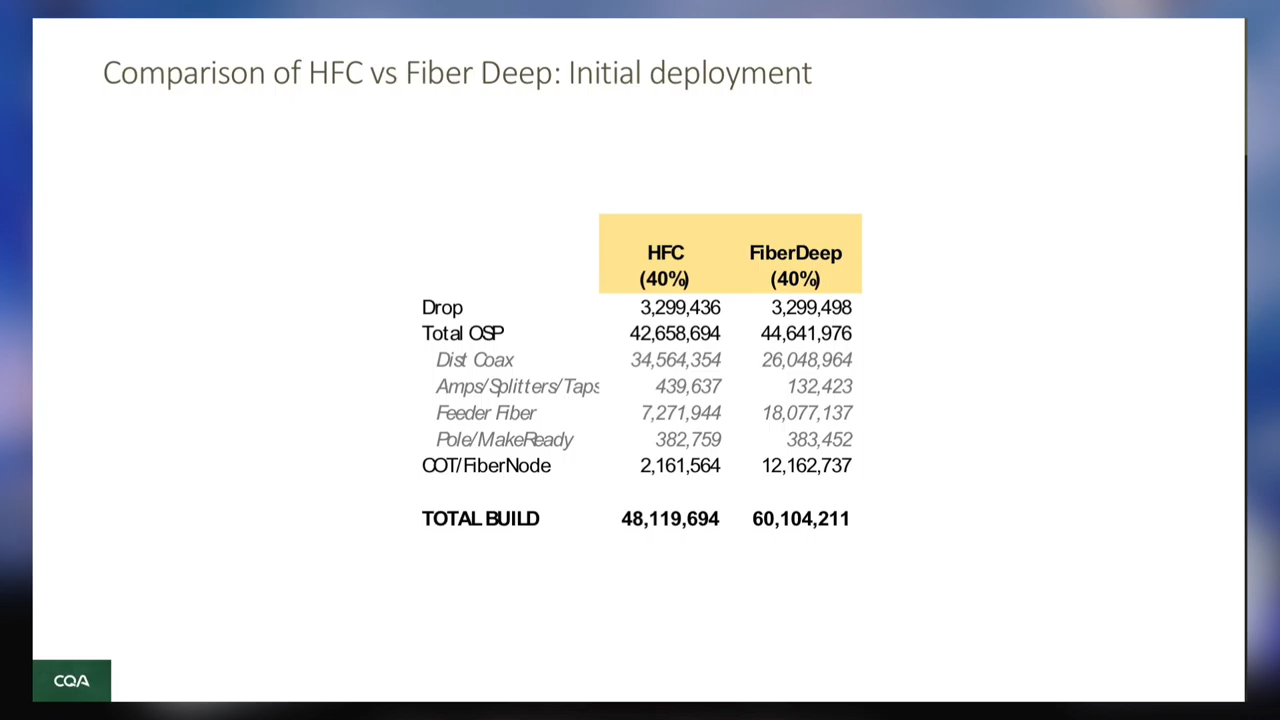 Comparison of HFC vs Fiber Deep: Initial deployment
HFC FiberDeep
(40%) (40%)
Drop 3,299,436 3,299,498
Total OSP 42,658,694 44,641,976
Dist Coax 34,564,354 26,048,964
Amps/Splitters/Taps 439,637 132,423
Feeder Fiber 7,271,944 18,077,137
Pole/MakeReady 382,759 383,452
COT/FiberNode 2,161,564 12,162,737
TOTAL BUILD 48,119,694 60,104,211
CQA